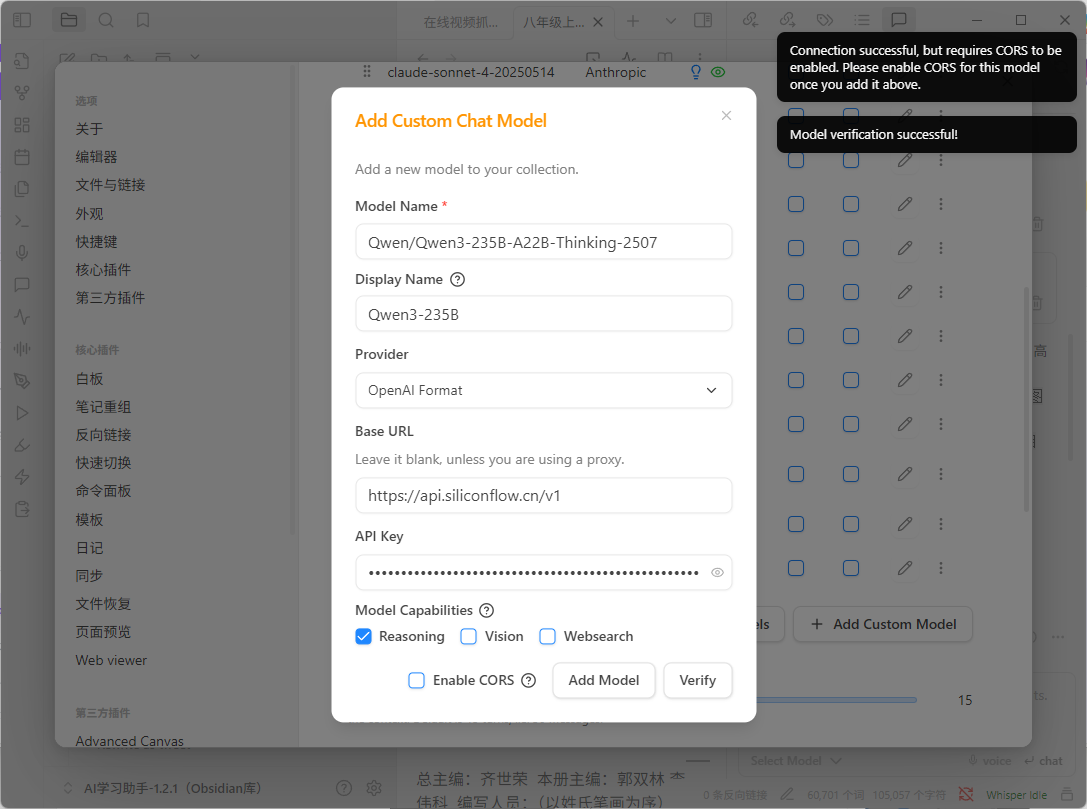 在线视频抓...
八年级上...
Connection successful, but requires CORS to be
enabled. Please enable CORS for this model
once you add it above.
Model verification successful!
claude-sonnet-4-20250514 Anthropic
选项
关于
编辑器
文件与链接
外观
快捷键
核心插件
第三方插件
核心插件
白板
笔记重组
反向链接
快速切换
命令面板
模板
日记
同步
文件恢复
页面预览
Web viewer
第三方插件
Advanced Canvas
Add Custom Chat Model
Add a new model to your collection.
Model Name *
Qwen/Qwen3-235B-A22B-Thinking-2507
Display Name
Qwen3-235B
Provider
OpenAI Format
Base URL
Leave it blank, unless you are using a proxy.
https://api.siliconflow.cn/v1
API Key
Model Capabilities
Reasoning Vision Websearch
Enable CORS Add Model Verify
els
Add Custom Model
15
高
图
ts.
Select Model voice chat
AI学习助手-1.2.1（Obsidian库）
总主编：齐世荣 本册主编：郭双林 李
伟科 编写人员：（以姓氏笔画为序）
0 条反向链接 60,701 个词 105,057 个字符 Whisper Idle